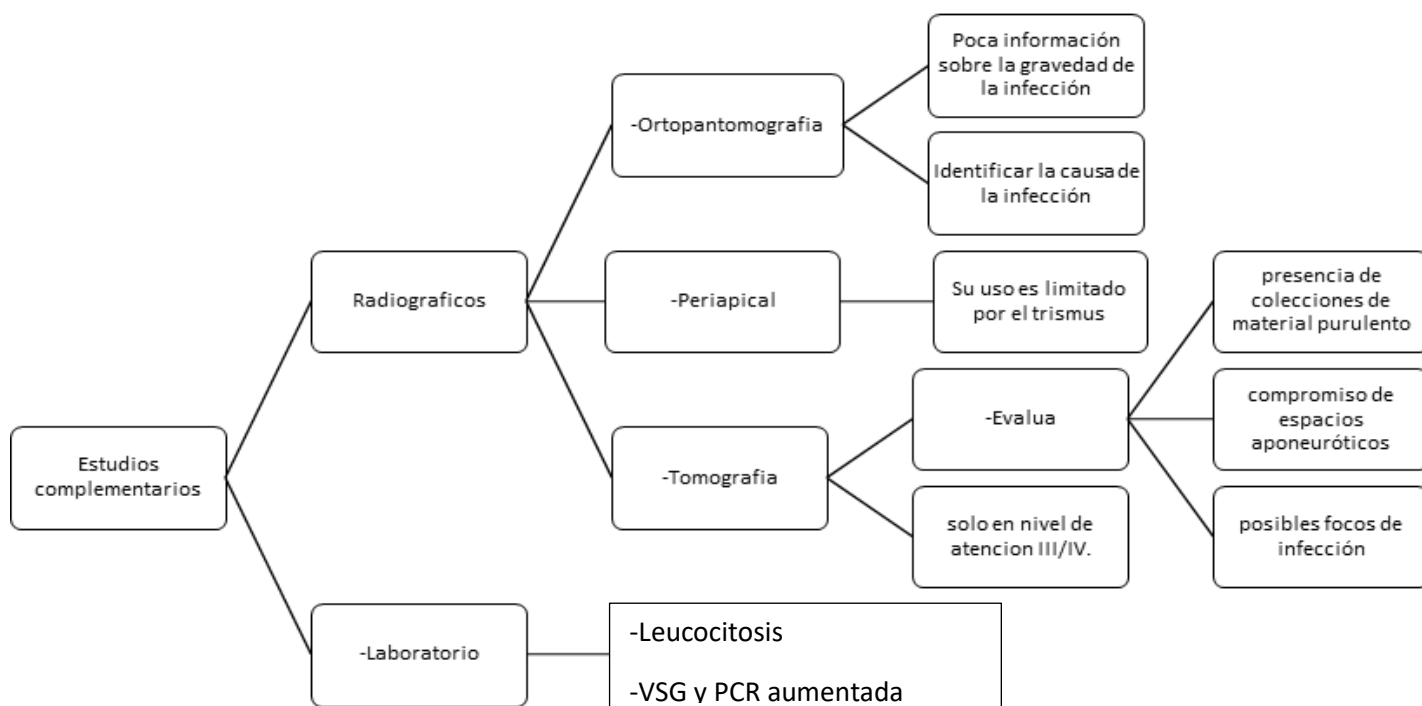 Estudios
complementarios
Radiograficos
-Ortopantomografia
Poca información
sobre la gravedad de
la infección
Identificar la causa de
la infección
-Periapical
Su uso es limitado
por el trismus
-Tomografia
-Evalua
presencia de
colecciones de
material purulento
compromiso de
espacios
aponeuróticos
posibles focos de
infección
solo en nivel de
atencion III/IV.
-Laboratorio
-Leucocitosis
-VSG y PCR aumentada